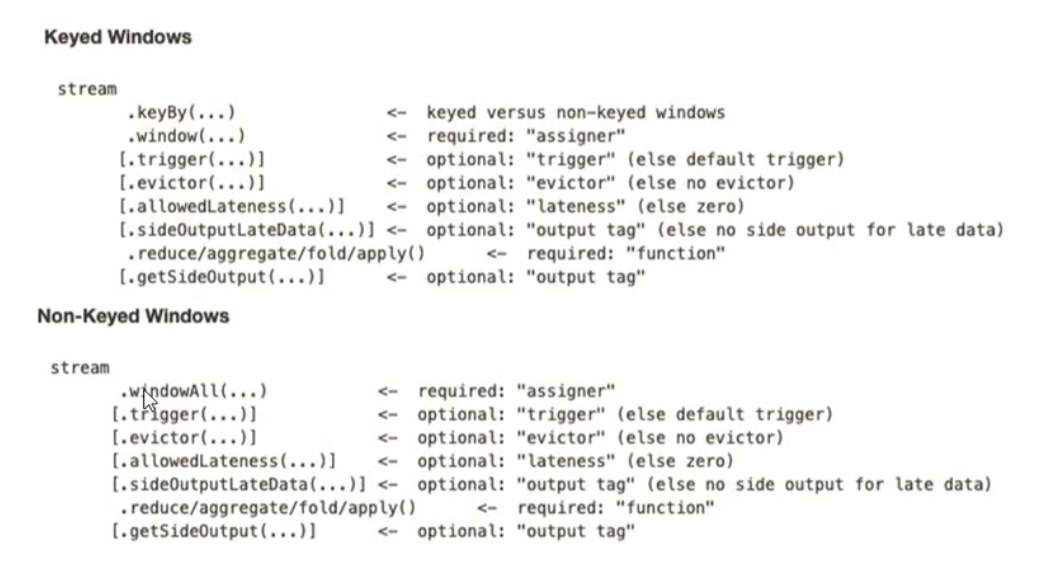 Keyed Windows
stream
.keyBy(...) <- keyed versus non-keyed windows
.window(...) <- required: "assigner"
[.trigger(...)] <- optional: "trigger" (else default trigger)
[.evictor(...)] <- optional: "evictor" (else no evictor)
[.allowedLateness(...)] <- optional: "lateness" (else zero)
[.sideOutputLateData(...)] <- optional: "output tag" (else no side output for late data)
.reduce/aggregate/fold/apply() <- required: "function"
[.getSideOutput(...)] <- optional: "output tag"
Non-Keyed Windows
stream
.windowAll(...) <- required: "assigner"
[.trigger(...)] <- optional: "trigger" (else default trigger)
[.evictor(...)] <- optional: "evictor" (else no evictor)
[.allowedLateness(...)] <- optional: "lateness" (else zero)
[.sideOutputLateData(...)] <- optional: "output tag" (else no side output for late data)
.reduce/aggregate/fold/apply() <- required: "function"
[.getSideOutput(...)] <- optional: "output tag"